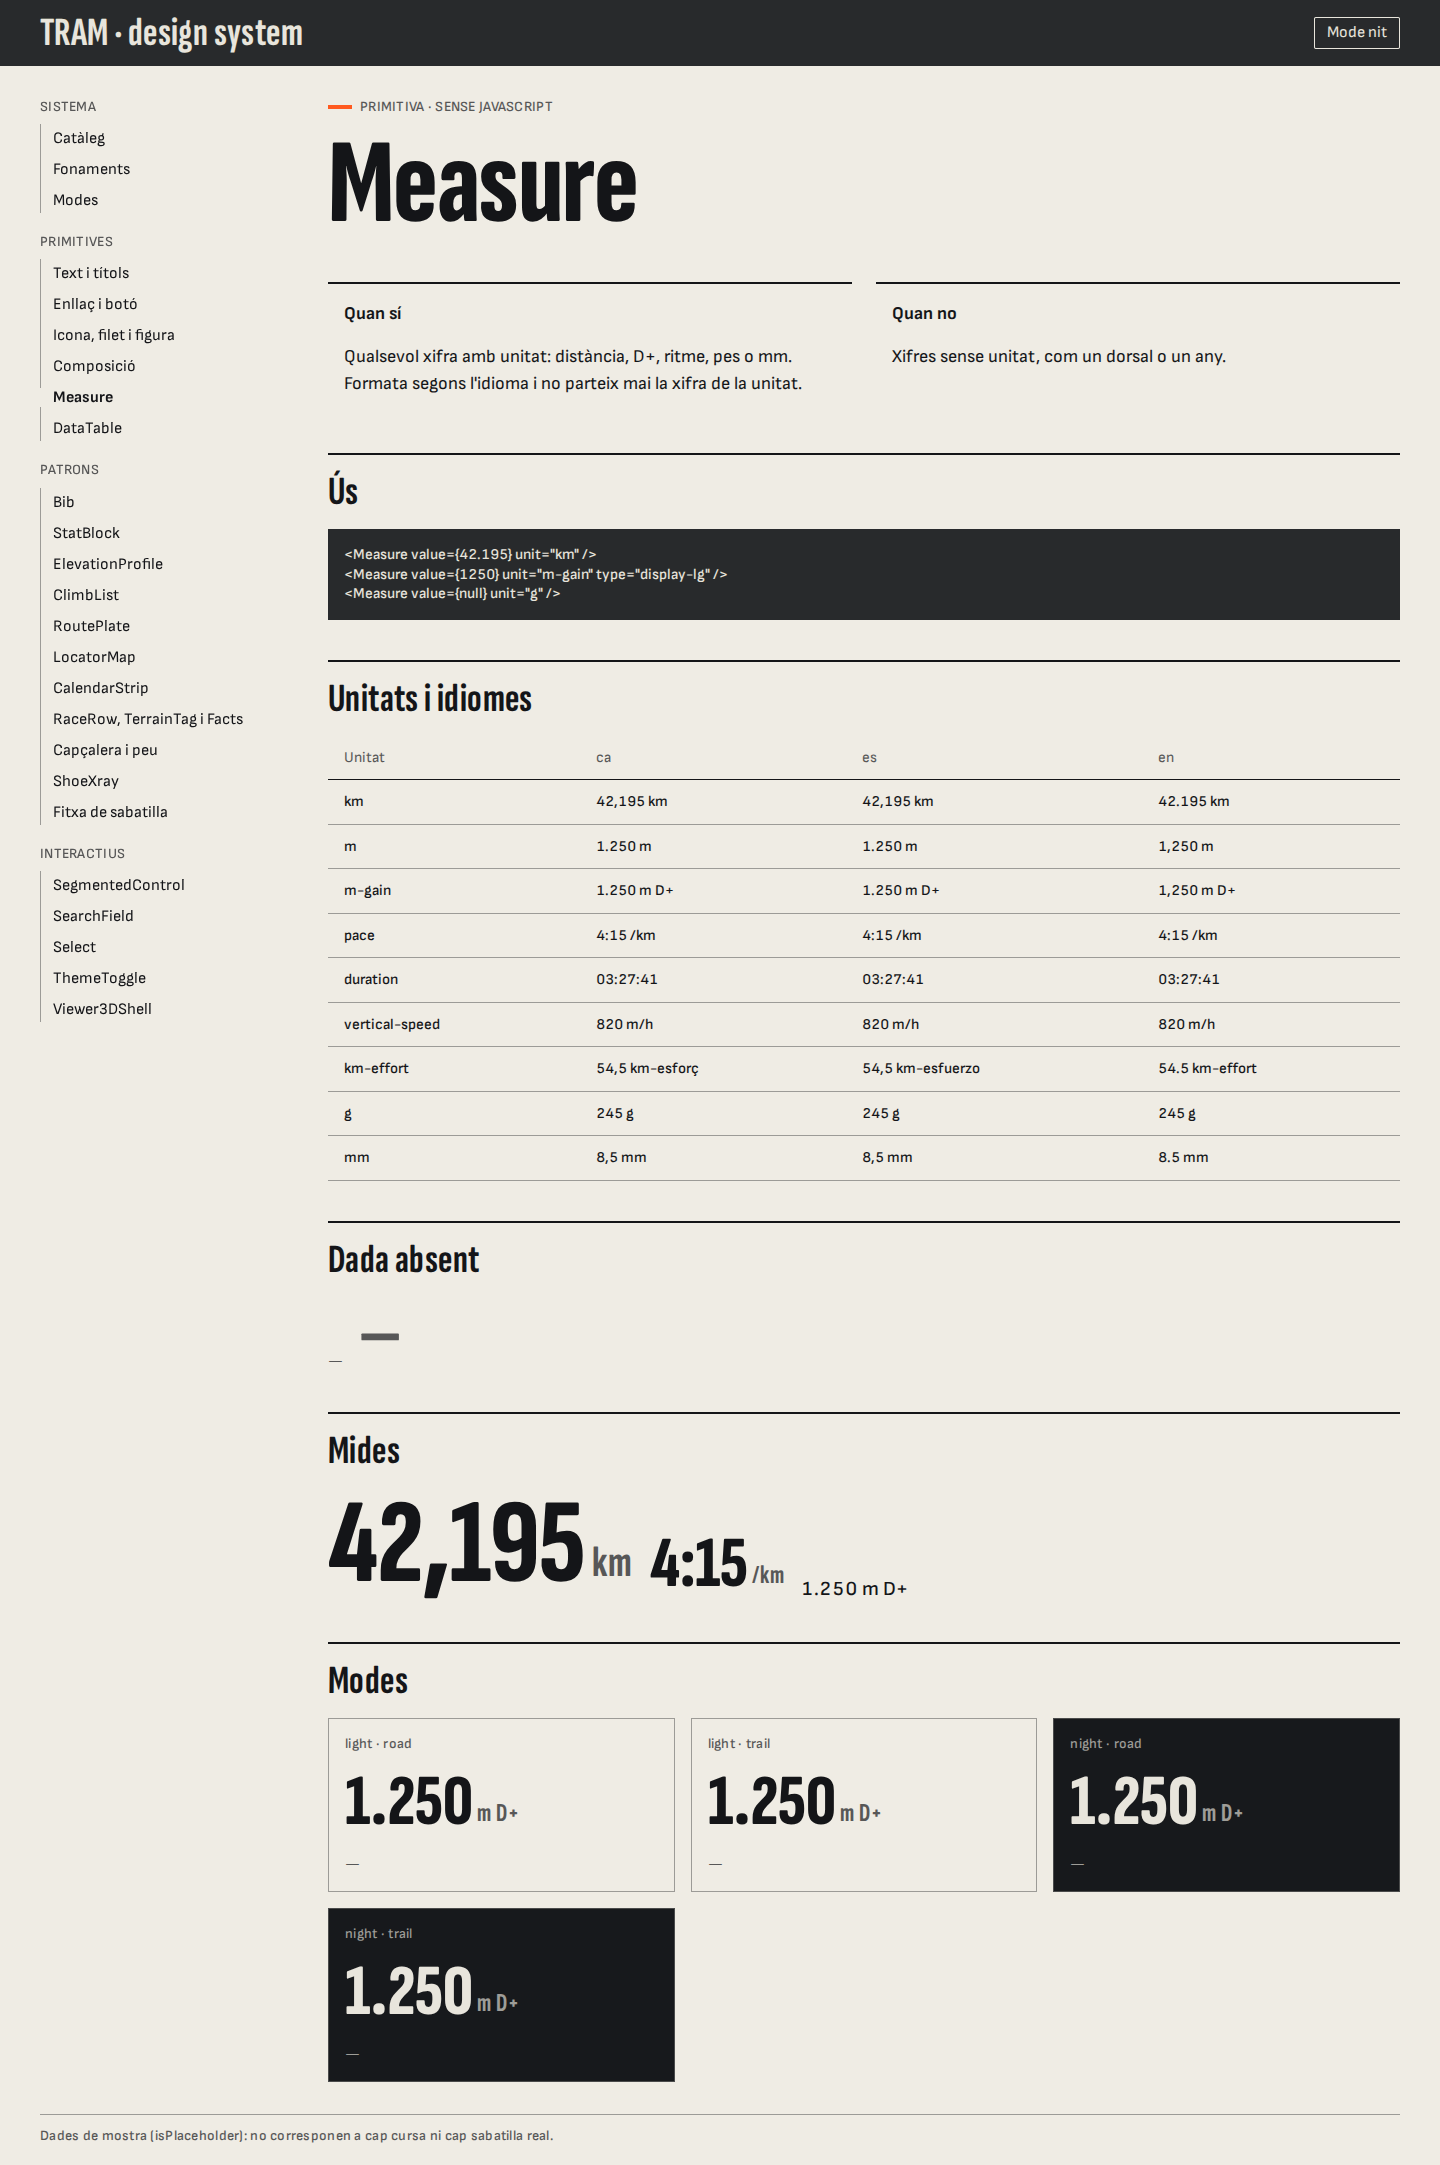 TRAM · design system
Mode nit
SISTEMA
Catàleg
Fonaments
Modes
PRIMITIVES
Text i títols
Enllaç i botó
Icona, filet i figura
Composició
Measure
DataTable
PATRONS
Bib
StatBlock
ElevationProfile
ClimbList
RoutePlate
LocatorMap
CalendarStrip
RaceRow, TerrainTag i Facts
Capçalera i peu
ShoeXray
Fitxa de sabatilla
INTERACTIUS
SegmentedControl
SearchField
Select
ThemeToggle
Viewer3DShell
PRIMITIVA · SENSE JAVASCRIPT
Measure
Quan sí
Qualsevol xifra amb unitat: distància, D+, ritme, pes o mm.
Formata segons l'idioma i no parteix mai la xifra de la unitat.
Quan no
Xifres sense unitat, com un dorsal o un any.
Ús
<Measure value={42.195} unit="km" />
<Measure value={1250} unit="m-gain" type="display-lg" />
<Measure value={null} unit="g" />
Unitats i idiomes
Unitat ca es en
km 42,195 km 42,195 km 42.195 km
m 1.250 m 1.250 m 1,250 m
m-gain 1.250 m D+ 1.250 m D+ 1,250 m D+
pace 4:15 /km 4:15 /km 4:15 /km
duration 03:27:41 03:27:41 03:27:41
vertical-speed 820 m/h 820 m/h 820 m/h
km-effort 54,5 km-esforç 54,5 km-esfuerzo 54.5 km-effort
g 245 g 245 g 245 g
mm 8,5 mm 8,5 mm 8.5 mm
Dada absent
— —
Mides
42,195 km 4:15 /km 1.250 m D+
Modes
light · road
1.250 m D+
—
light · trail
1.250 m D+
—
night · road
1.250 m D+
—
night · trail
1.250 m D+
—
Dades de mostra (isPlaceholder): no corresponen a cap cursa ni cap sabatilla real.